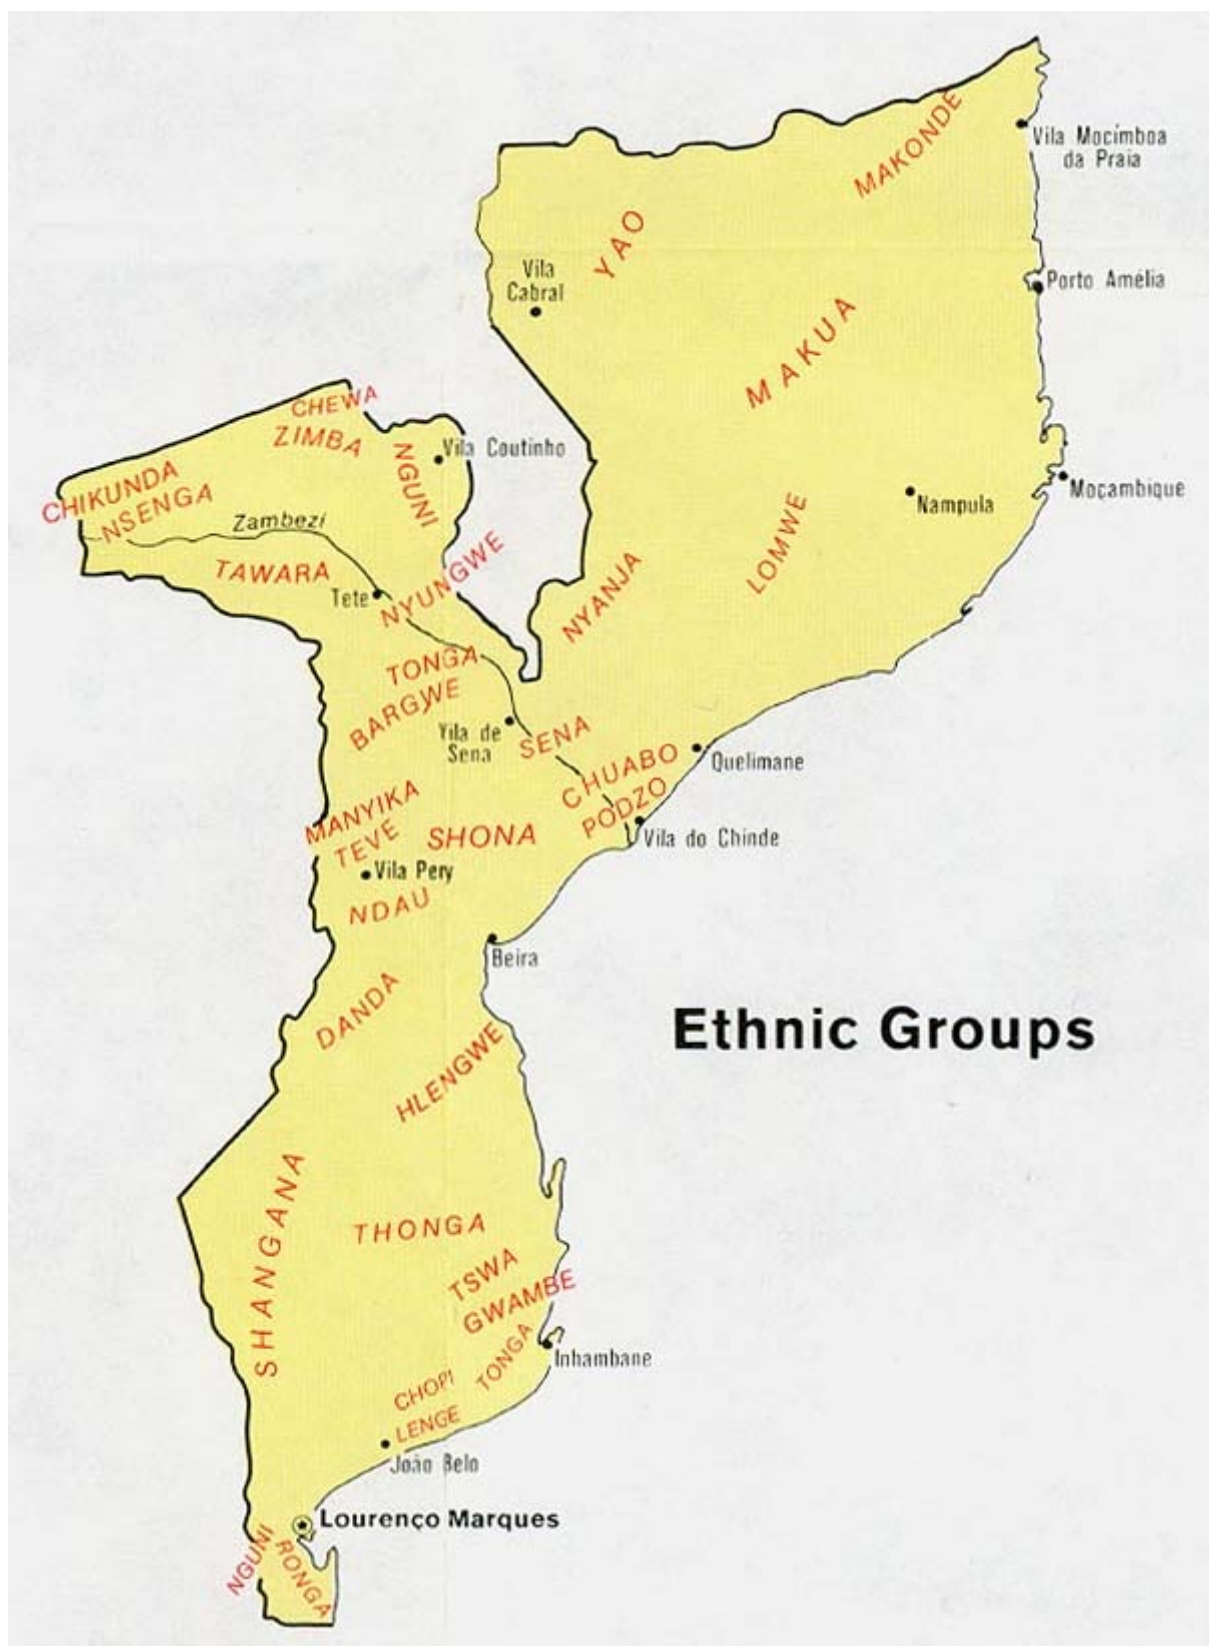 MAKONDE
Vila Mocímboa
da Praia
YAO
Vila
Cabral
Porto Amélia
MAKUA
CHEWA
ZIMBA
NGUNI
Vila Coutinho
CHIKUNDA
NSENGA
Moçambique
Nampula
Zambezi
LOMWE
TAWARA
Tete
NYUNGWE
NYANJA
TONGA
BARGWE
Vila de
Sena
SENA
CHUABO
Quelimane
PODZO
MANYIKA
TEVE
SHONA
Vila do Chinde
Vila Pery
NDAU
Beira
DANDA
Ethnic Groups
HLENGWE
SHANGANA
THONGA
TSWA
GWAMBE
TONGA
Inhambane
CHOPI
LENGE
João Belo
Lourenço Marques
NGUNI
RONGA